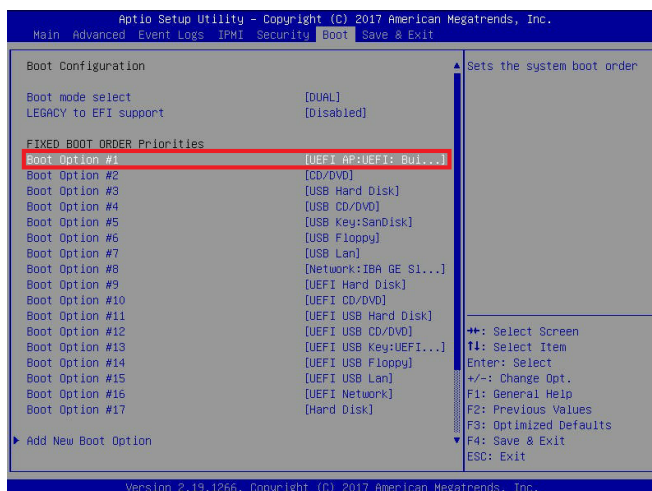 Aptio Setup Utility – Copyright (C) 2017 American Megatrends, Inc.
Main Advanced Event Logs IPMI Security Boot Save & Exit
Boot Configuration
Sets the system boot order
Boot mode select [DUAL]
LEGACY to EFI support [Disabled]
FIXED BOOT ORDER Priorities
Boot Option #1 [UEFI AP:UEFI: Bui...]
Boot Option #2 [CD/DVD]
Boot Option #3 [USB Hard Disk]
Boot Option #4 [USB CD/DVD]
Boot Option #5 [USB Key:SanDisk]
Boot Option #6 [USB Floppy]
Boot Option #7 [USB Lan]
Boot Option #8 [Network:IBA GE Sl...]
Boot Option #9 [UEFI Hard Disk]
Boot Option #10 [UEFI CD/DVD]
Boot Option #11 [UEFI USB Hard Disk]
Boot Option #12 [UEFI USB CD/DVD]
Boot Option #13 [UEFI USB Key:UEFI...]
Boot Option #14 [UEFI USB Floppy]
Boot Option #15 [UEFI USB Lan]
Boot Option #16 [UEFI Network]
Boot Option #17 [Hard Disk]
Add New Boot Option
→←: Select Screen
↑↓: Select Item
Enter: Select
+/-: Change Opt.
F1: General Help
F2: Previous Values
F3: Optimized Defaults
F4: Save & Exit
ESC: Exit
Version 2.19.1266. Copyright (C) 2017 American Megatrends, Inc.